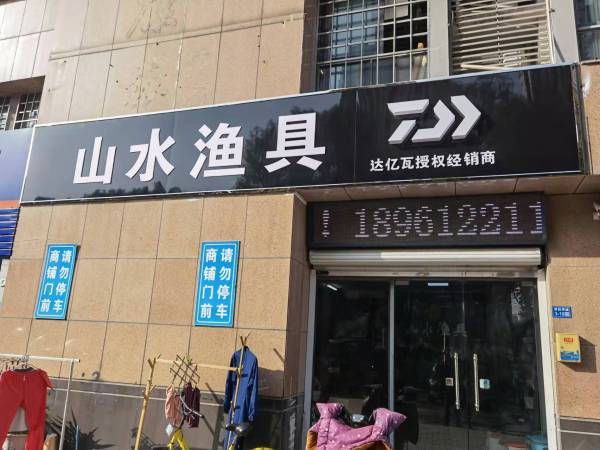 山水渔具
达亿瓦授权经销商
! 189612211
商铺门前
请勿停车
商铺门前
请勿停车